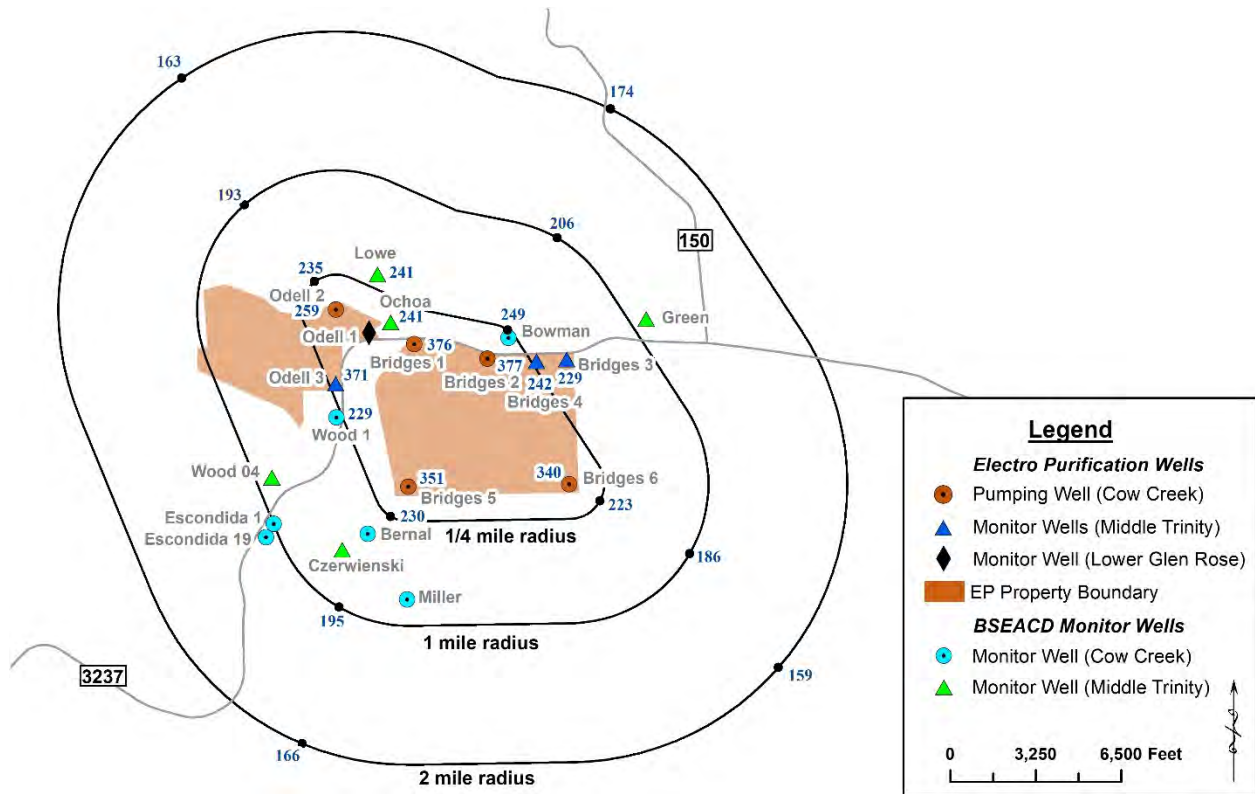 163
174
193
206
150
Lowe
235
241
Odell 2
Ochoa
259
241
249
Green
Bowman
Odell 1
376
Bridges 1
377
Bridges 2
242
229
Bridges 3
Bridges 4
Odell 3
371
229
Wood 1
Wood 04
351
340
Bridges 5
Bridges 6
223
Escondida 1
Escondida 19
230
1/4 mile radius
Bernal
Czerwienski
186
Miller
195
1 mile radius
159
3237
166
2 mile radius
Legend
Electro Purification Wells
Pumping Well (Cow Creek)
Monitor Wells (Middle Trinity)
Monitor Well (Lower Glen Rose)
EP Property Boundary
BSEACD Monitor Wells
Monitor Well (Cow Creek)
Monitor Well (Middle Trinity)
0 3,250 6,500 Feet